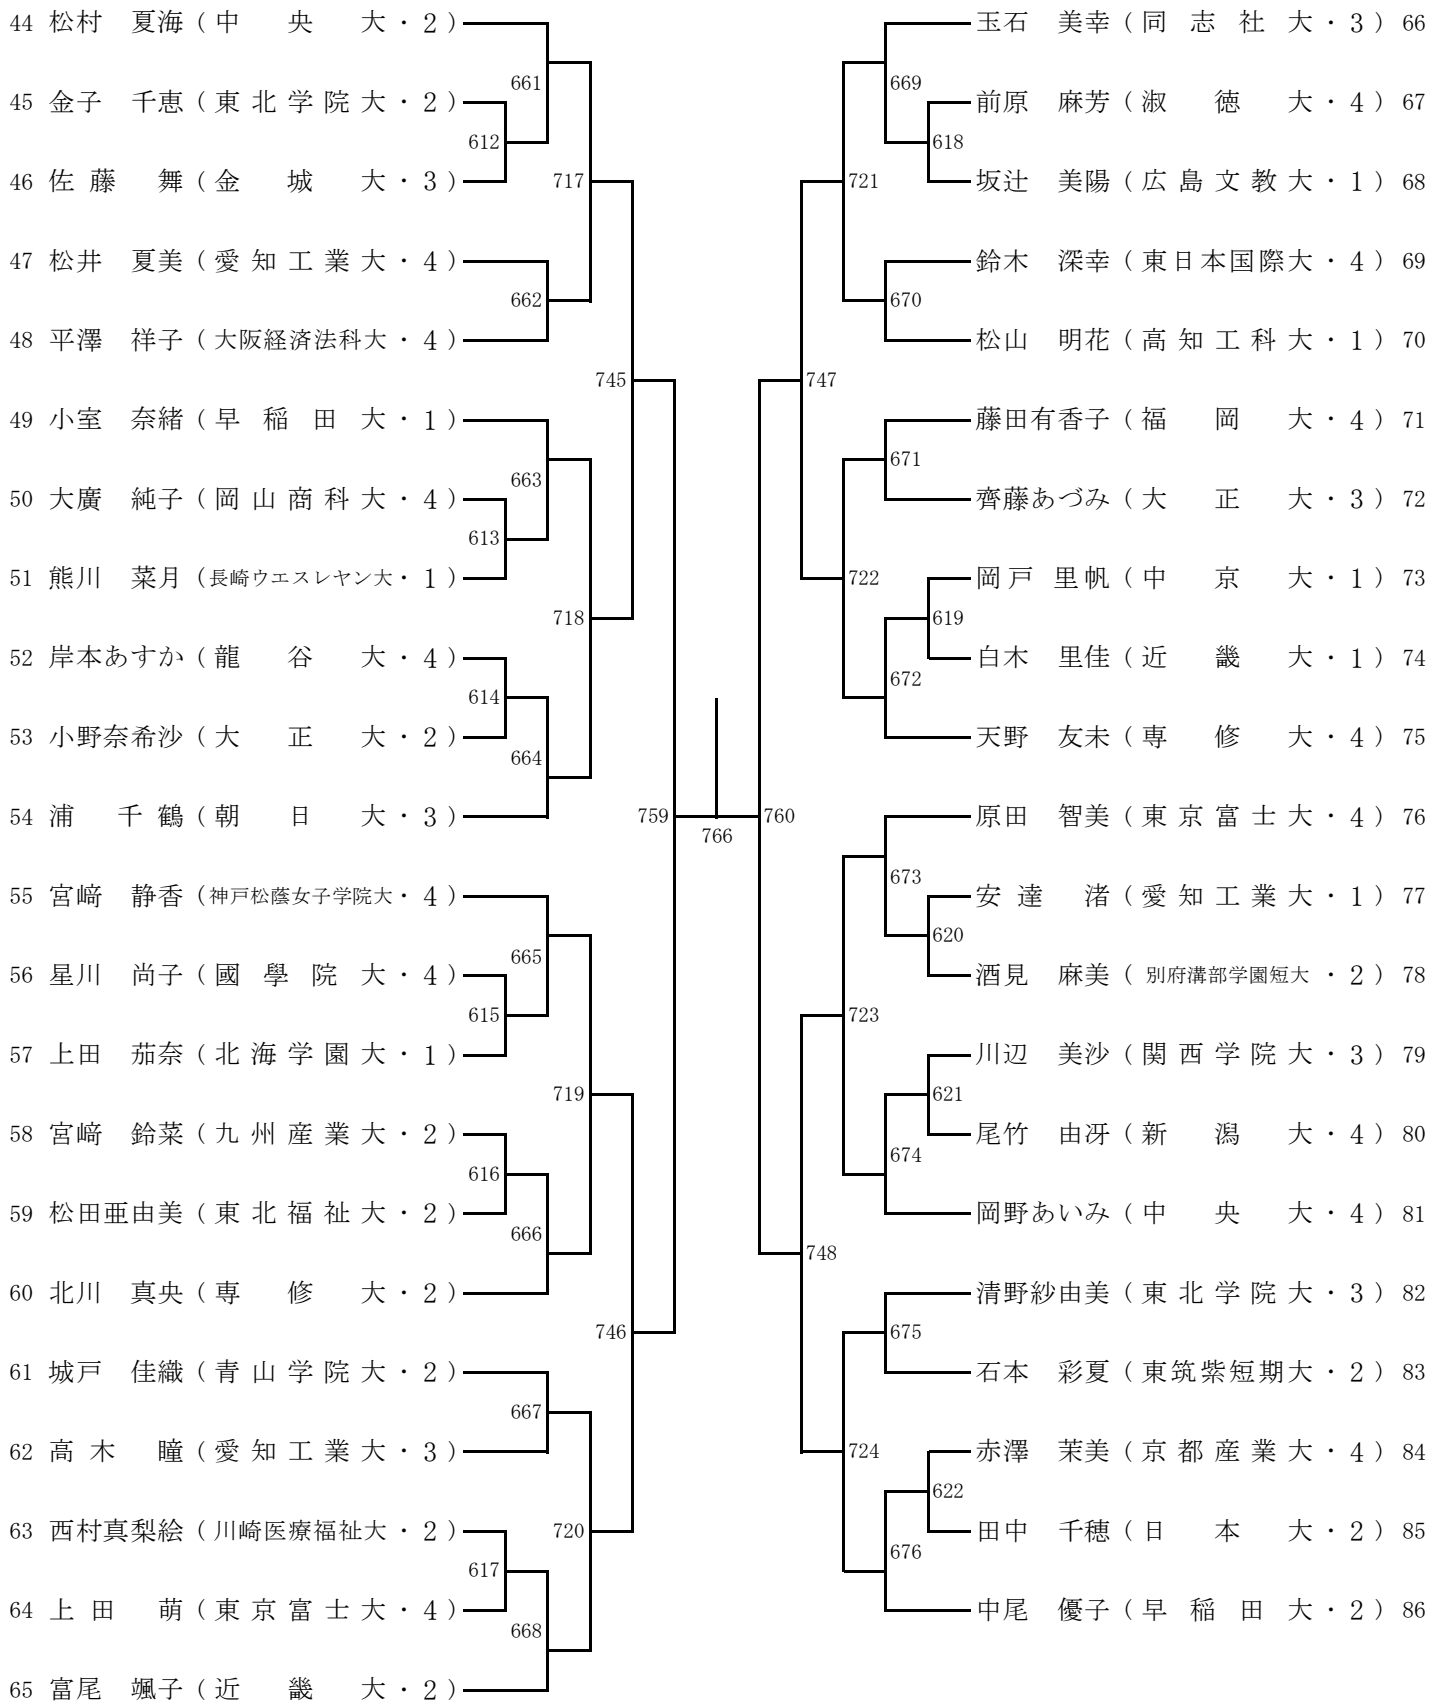 44 松村 夏海 ( 中 央 大 ・ 2 )
661
45 金子 千恵 ( 東 北 学 院 大 ・ 2 )
612
46 佐 藤 舞 ( 金 城 大 ・ 3 )
717
47 松井 夏美 ( 愛 知 工 業 大 ・ 4 )
662
48 平澤 祥子 ( 大阪経済法科大 ・ 4 )
745
49 小室 奈緒 ( 早 稲 田 大 ・ 1 )
663
50 大廣 純子 ( 岡 山 商 科 大 ・ 4 )
613
51 熊川 菜月 ( 長崎ウエスレヤン大 ・ 1 )
718
52 岸本あすか ( 龍 谷 大 ・ 4 )
614
53 小野奈希沙 ( 大 正 大 ・ 2 )
664
54 浦 千 鶴 ( 朝 日 大 ・ 3 )
759
55 宮﨑 静香 ( 神戸松蔭女子学院大 ・ 4 )
665
56 星川 尚子 ( 國 學 院 大 ・ 4 )
615
57 上田 茄奈 ( 北 海 学 園 大 ・ 1 )
719
58 宮﨑 鈴菜 ( 九 州 産 業 大 ・ 2 )
616
59 松田亜由美 ( 東 北 福 祉 大 ・ 2 )
666
60 北川 真央 ( 専 修 大 ・ 2 )
746
61 城戸 佳織 ( 青 山 学 院 大 ・ 2 )
667
62 高 木 瞳 ( 愛 知 工 業 大 ・ 3 )
63 西村真梨絵 ( 川崎医療福祉大 ・ 2 )
720
617
64 上 田 萌 ( 東 京 富 士 大 ・ 4 )
668
65 富尾 颯子 ( 近 畿 大 ・ 2 )
766
玉石 美幸 ( 同 志 社 大 ・ 3 ) 66
669
前原 麻芳 ( 淑 徳 大 ・ 4 ) 67
618
坂辻 美陽 ( 広 島 文 教 大 ・ 1 ) 68
721
鈴木 深幸 ( 東日本国際大 ・ 4 ) 69
670
松山 明花 ( 高 知 工 科 大 ・ 1 ) 70
747
藤田有香子 ( 福 岡 大 ・ 4 ) 71
671
齊藤あづみ ( 大 正 大 ・ 3 ) 72
岡戸 里帆 ( 中 京 大 ・ 1 ) 73
722
619
白木 里佳 ( 近 畿 大 ・ 1 ) 74
672
天野 友未 ( 専 修 大 ・ 4 ) 75
760
原田 智美 ( 東 京 富 士 大 ・ 4 ) 76
673
安 達 渚 ( 愛 知 工 業 大 ・ 1 ) 77
620
酒見 麻美 ( 別府溝部学園短大 ・ 2 ) 78
723
川辺 美沙 ( 関 西 学 院 大 ・ 3 ) 79
621
尾竹 由冴 ( 新 潟 大 ・ 4 ) 80
674
岡野あいみ ( 中 央 大 ・ 4 ) 81
748
清野紗由美 ( 東 北 学 院 大 ・ 3 ) 82
675
石本 彩夏 ( 東筑紫短期大 ・ 2 ) 83
赤澤 茉美 ( 京 都 産 業 大 ・ 4 ) 84
724
622
田中 千穂 ( 日 本 大 ・ 2 ) 85
676
中尾 優子 ( 早 稲 田 大 ・ 2 ) 86